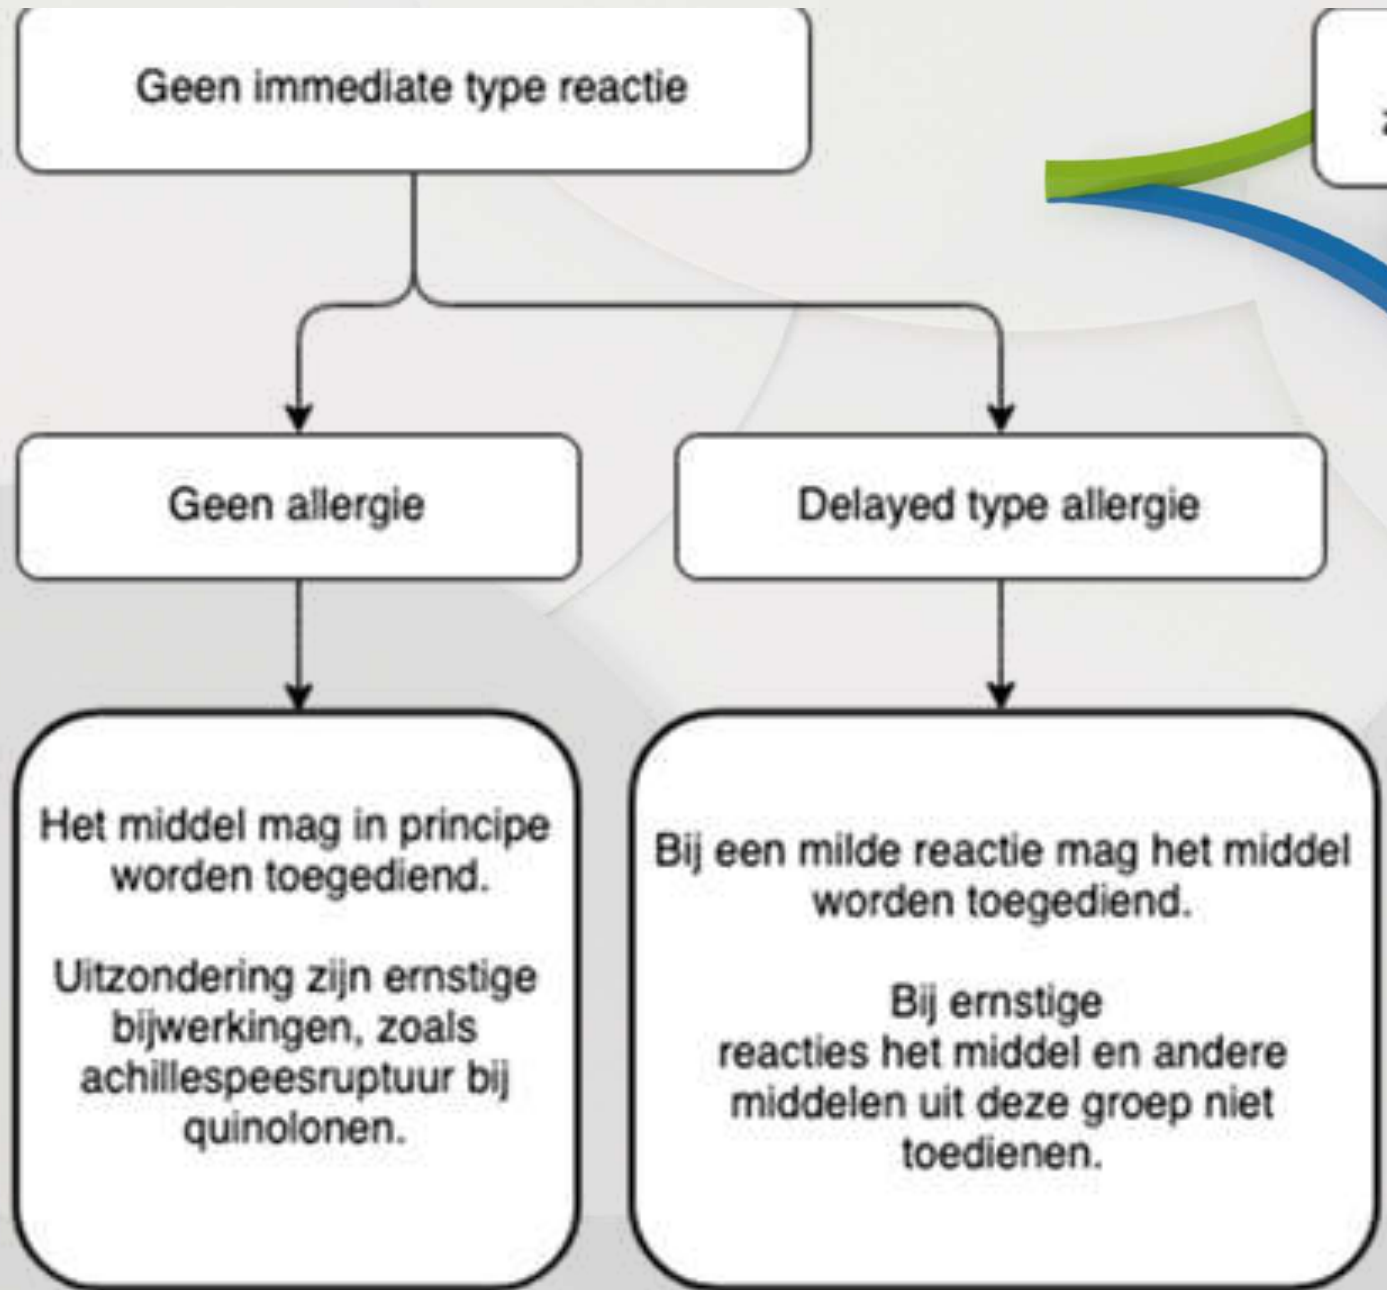 Geen immediate type reactie
Geen allergie
Delayed type allergie
Het middel mag in principe
worden toegediend.
Uitzondering zijn ernstige
bijwerkingen, zoals
achillespeesruptuur bij
quinolonen.
Bij een milde reactie mag het middel
worden toegediend.
Bij ernstige
reacties het middel en andere
middelen uit deze groep niet
toedienen.